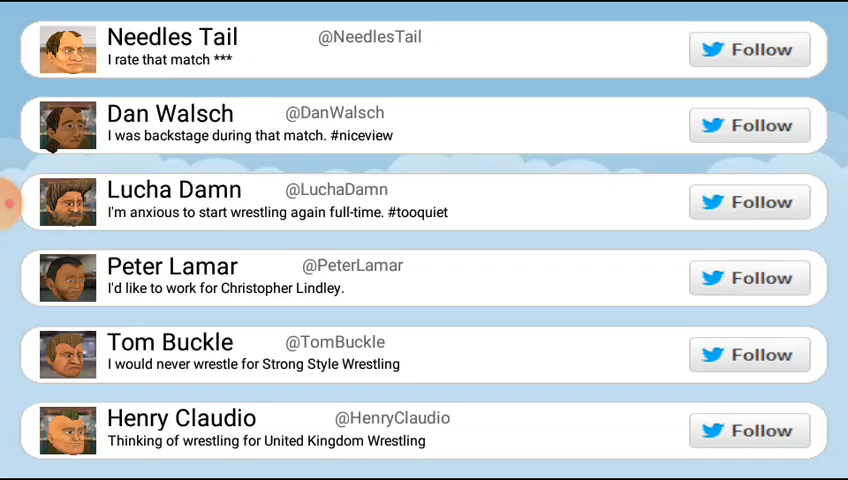 Needles Tail @NeedlesTail Follow
I rate that match ***
Dan Walsch @DanWalsch Follow
I was backstage during that match. #niceview
Lucha Damn @LuchaDamn Follow
I'm anxious to start wrestling again full-time. #tooquiet
Peter Lamar @PeterLamar Follow
I'd like to work for Christopher Lindley.
Tom Buckle @TomBuckle Follow
I would never wrestle for Strong Style Wrestling
Henry Claudio @HenryClaudio Follow
Thinking of wrestling for United Kingdom Wrestling